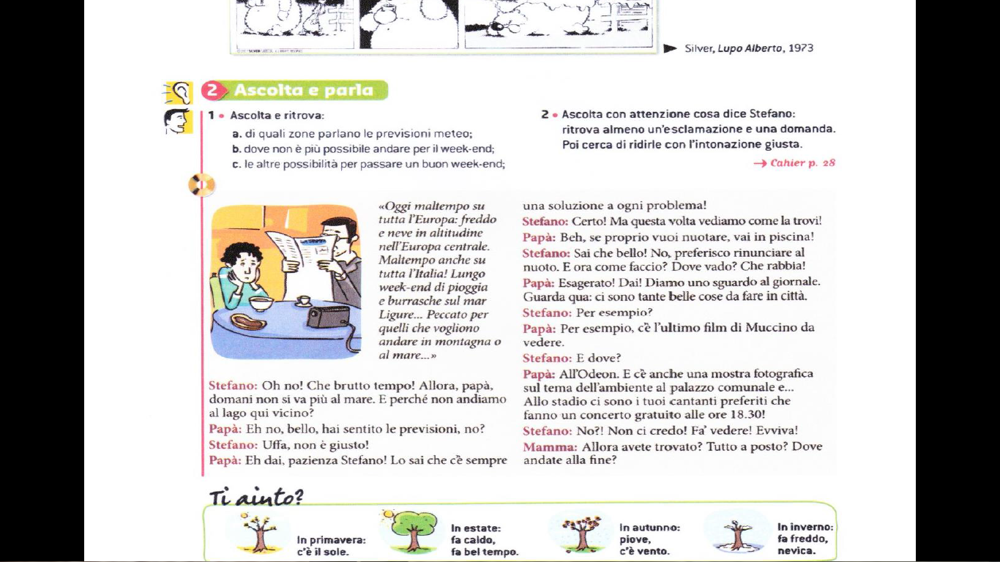 Silver, Lupo Alberto, 1973
2 Ascolta e parla
1 • Ascolta e ritrova:
a. di quali zone parlano le previsioni meteo;
b. dove non è più possibile andare per il week-end;
c. le altre possibilità per passare un buon week-end;
2 • Ascolta con attenzione cosa dice Stefano:
ritrova almeno un'esclamazione e una domanda.
Poi cerca di ridirle con l'intonazione giusta.
→ Cahier p. 28
«Oggi maltempo su
tutta l'Europa: freddo
e neve in altitudine
nell'Europa centrale.
Maltempo anche su
tutta l'Italia! Lungo
week-end di pioggia
e burrasche sul mar
Ligure... Peccato per
quelli che vogliono
andare in montagna o
al mare...»
Stefano: Oh no! Che brutto tempo! Allora, papà,
domani non si va più al mare. E perché non andiamo
al lago qui vicino?
Papà: Eh no, bello, hai sentito le previsioni, no?
Stefano: Uffa, non è giusto!
Papà: Eh dai, pazienza Stefano! Lo sai che c'è sempre
una soluzione a ogni problema!
Stefano: Certo! Ma questa volta vediamo come la trovi!
Papà: Beh, se proprio vuoi nuotare, vai in piscina!
Stefano: Sai che bello! No, preferisco rinunciare al
nuoto. E ora come faccio? Dove vado? Che rabbia!
Papà: Esagerato! Dai! Diamo uno sguardo al giornale.
Guarda qua: ci sono tante belle cose da fare in città.
Stefano: Per esempio?
Papà: Per esempio, c'è l'ultimo film di Muccino da
vedere.
Stefano: E dove?
Papà: All'Odeon. E c'è anche una mostra fotografica
sul tema dell'ambiente al palazzo comunale e...
Allo stadio ci sono i tuoi cantanti preferiti che
fanno un concerto gratuito alle ore 18.30!
Stefano: No?! Non ci credo! Fa' vedere! Evviva!
Mamma: Allora avete trovato? Tutto a posto? Dove
andate alla fine?
Ti aiuto?
In primavera:
c'è il sole.
In estate:
fa caldo,
fa bel tempo.
In autunno:
piove,
c'è vento.
In inverno:
fa freddo,
nevica.